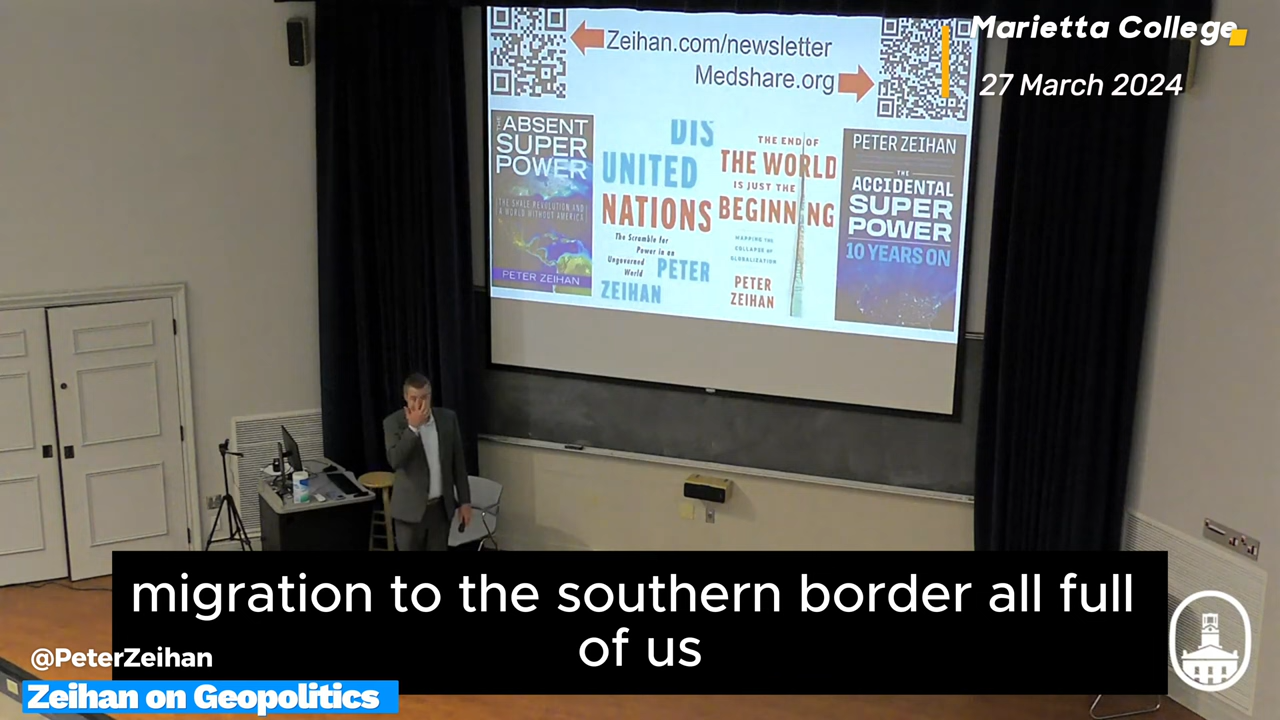 Marietta College
27 March 2024
Zeihan.com/newsletter
Medshare.org
THE
ABSENT
SUPER
POWER
THE SHALE REVOLUTION AND
A WORLD WITHOUT AMERICA
PETER ZEIHAN
DIS
UNITED
NATIONS
The Scramble for
Power in an
Ungoverned
World
PETER
ZEIHAN
THE END OF
THE WORLD
IS JUST THE
BEGINNING
MAPPING THE
COLLAPSE OF
GLOBALIZATION
PETER
ZEIHAN
PETER ZEIHAN
THE
ACCIDENTAL
SUPER
POWER
10 YEARS ON
migration to the southern border all full
of us
@PeterZeihan
Zeihan on Geopolitics